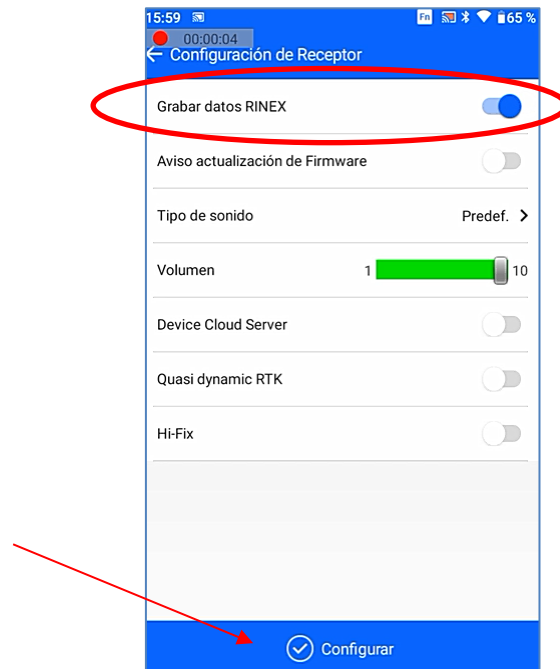 15:59 Fn 65 %
00:00:04
Configuración de Receptor
Grabar datos RINEX
Aviso actualización de Firmware
Tipo de sonido Predef.
Volumen 1 10
Device Cloud Server
Quasi dynamic RTK
Hi-Fix
Configurar